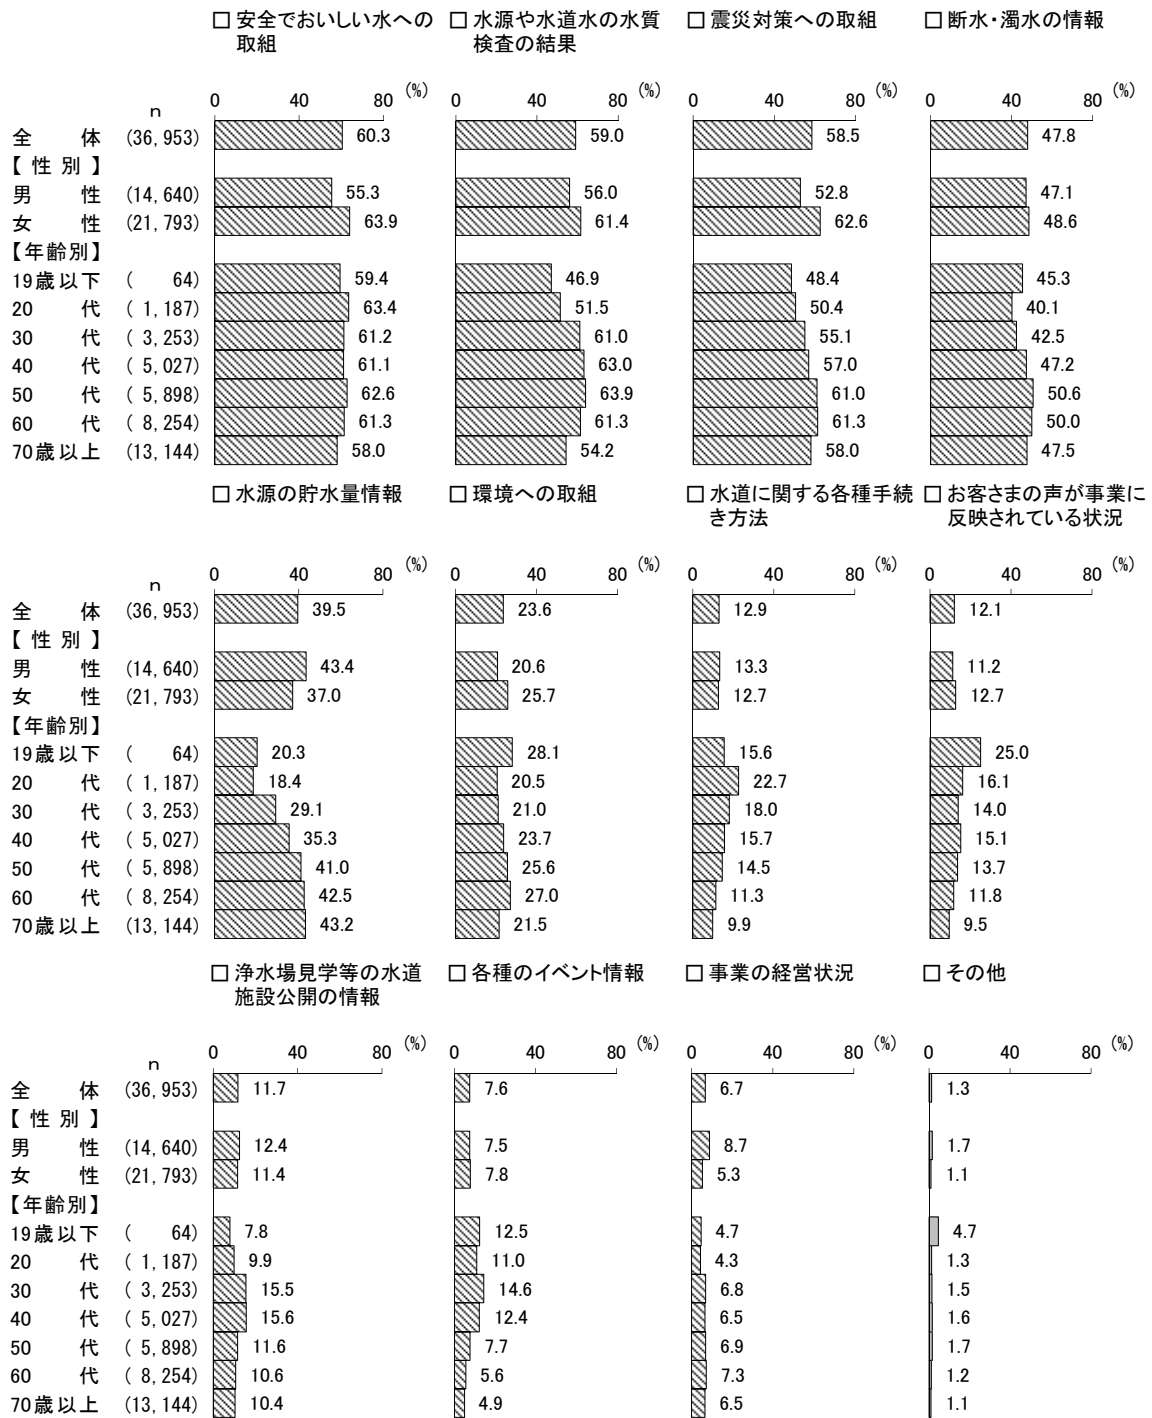 □ 安全でおいしい水への □ 水源や水道水の水質 □ 震災対策への取組 □ 断水・濁水の情報
取組 検査の結果
n 0 40 80 (%) 0 40 80 (%) 0 40 80 (%) 0 40 80 (%)
全 体 (36,953) 60.3 59.0 58.5 47.8
【 性 別 】
男 性 (14,640) 55.3 56.0 52.8 47.1
女 性 (21,793) 63.9 61.4 62.6 48.6
【年齢別】
19歳以下 ( 64) 59.4 46.9 48.4 45.3
20 代 ( 1,187) 63.4 51.5 50.4 40.1
30 代 ( 3,253) 61.2 61.0 55.1 42.5
40 代 ( 5,027) 61.1 63.0 57.0 47.2
50 代 ( 5,898) 62.6 63.9 61.0 50.6
60 代 ( 8,254) 61.3 61.3 61.3 50.0
70歳以上 (13,144) 58.0 54.2 58.0 47.5
□ 水源の貯水量情報 □ 環境への取組 □ 水道に関する各種手続 □ お客さまの声が事業に
き方法 反映されている状況
n 0 40 80 (%) 0 40 80 (%) 0 40 80 (%) 0 40 80 (%)
全 体 (36,953) 39.5 23.6 12.9 12.1
【 性 別 】
男 性 (14,640) 43.4 20.6 13.3 11.2
女 性 (21,793) 37.0 25.7 12.7 12.7
【年齢別】
19歳以下 ( 64) 20.3 28.1 15.6 25.0
20 代 ( 1,187) 18.4 20.5 22.7 16.1
30 代 ( 3,253) 29.1 21.0 18.0 14.0
40 代 ( 5,027) 35.3 23.7 15.7 15.1
50 代 ( 5,898) 41.0 25.6 14.5 13.7
60 代 ( 8,254) 42.5 27.0 11.3 11.8
70歳以上 (13,144) 43.2 21.5 9.9 9.5
□ 浄水場見学等の水道 □ 各種のイベント情報 □ 事業の経営状況 □ その他
施設公開の情報
n 0 40 80 (%) 0 40 80 (%) 0 40 80 (%) 0 40 80 (%)
全 体 (36,953) 11.7 7.6 6.7 1.3
【 性 別 】
男 性 (14,640) 12.4 7.5 8.7 1.7
女 性 (21,793) 11.4 7.8 5.3 1.1
【年齢別】
19歳以下 ( 64) 7.8 12.5 4.7 4.7
20 代 ( 1,187) 9.9 11.0 4.3 1.3
30 代 ( 3,253) 15.5 14.6 6.8 1.5
40 代 ( 5,027) 15.6 12.4 6.5 1.6
50 代 ( 5,898) 11.6 7.7 6.9 1.7
60 代 ( 8,254) 10.6 5.6 7.3 1.2
70歳以上 (13,144) 10.4 4.9 6.5 1.1